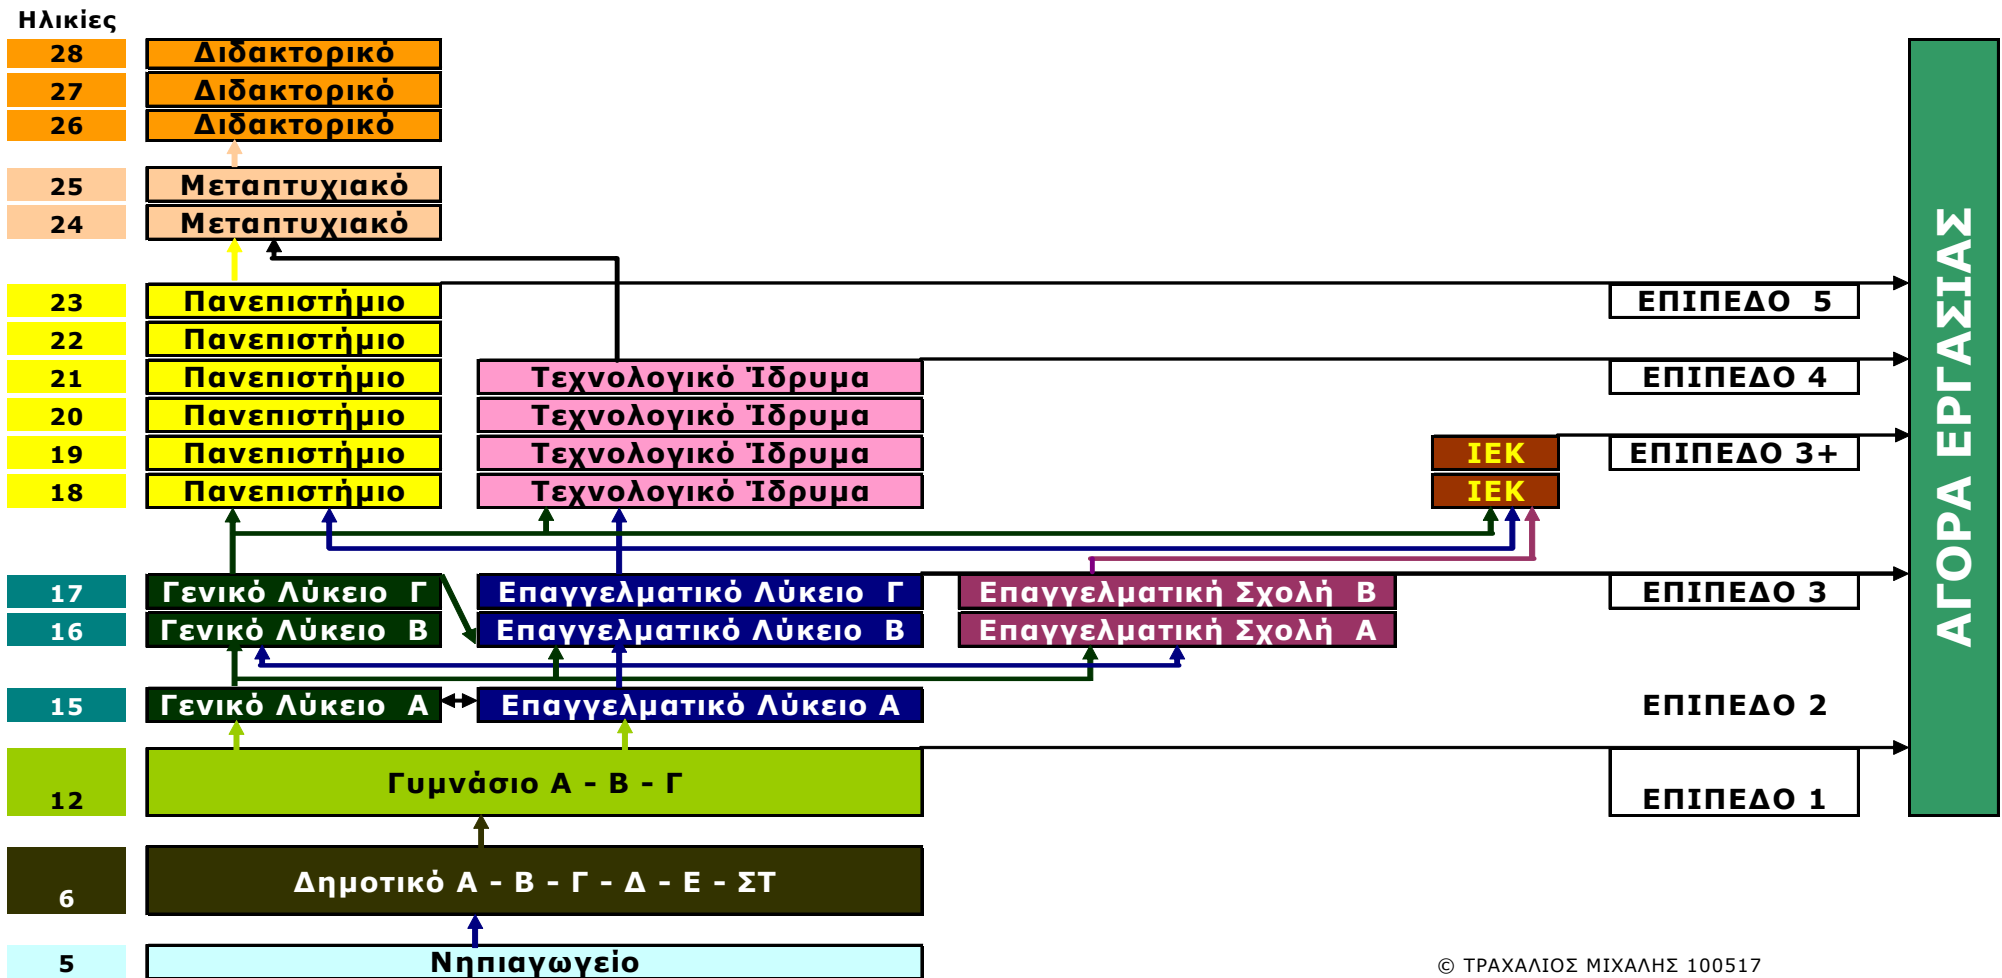 Ηλικίες
28 Διδακτορικό
27 Διδακτορικό
26 Διδακτορικό
25 Μεταπτυχιακό
24 Μεταπτυχιακό
23 Πανεπιστήμιο ΕΠΙΠΕΔΟ 5
22 Πανεπιστήμιο
21 Πανεπιστήμιο Τεχνολογικό Ίδρυμα ΕΠΙΠΕΔΟ 4
20 Πανεπιστήμιο Τεχνολογικό Ίδρυμα
19 Πανεπιστήμιο Τεχνολογικό Ίδρυμα ΙΕΚ ΕΠΙΠΕΔΟ 3+
18 Πανεπιστήμιο Τεχνολογικό Ίδρυμα ΙΕΚ
17 Γενικό Λύκειο Γ Επαγγελματικό Λύκειο Γ Επαγγελματική Σχολή Β ΕΠΙΠΕΔΟ 3
16 Γενικό Λύκειο Β Επαγγελματικό Λύκειο Β Επαγγελματική Σχολή Α
15 Γενικό Λύκειο Α Επαγγελματικό Λύκειο Α ΕΠΙΠΕΔΟ 2
12 Γυμνάσιο Α - Β - Γ ΕΠΙΠΕΔΟ 1
6 Δημοτικό Α - Β - Γ - Δ - Ε - ΣΤ
5 Νηπιαγωγείο
ΑΓΟΡΑ ΕΡΓΑΣΙΑΣ
© ΤΡΑΧΑΛΙΟΣ ΜΙΧΑΛΗΣ 100517